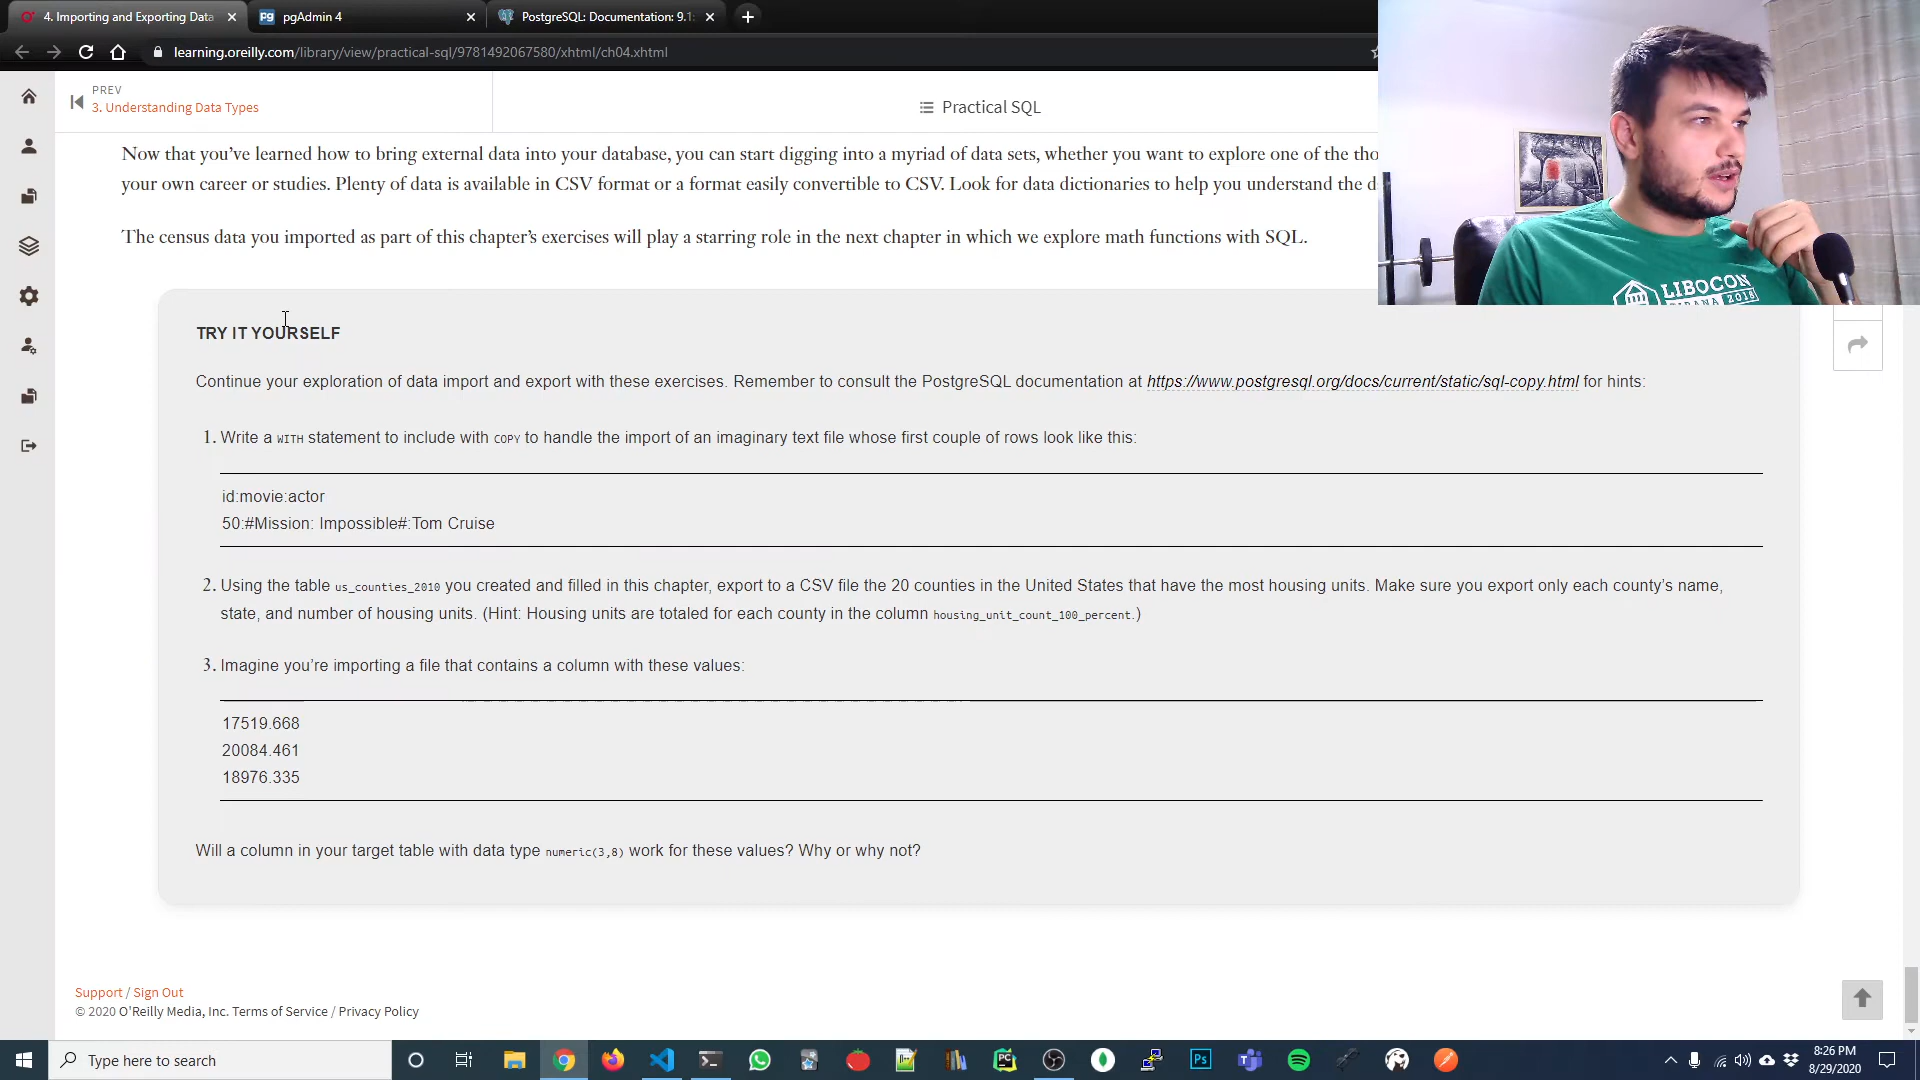 4. Importing and Exporting Data
pgAdmin 4
PostgreSQL: Documentation: 9.1:
learning.oreilly.com/library/view/practical-sql/9781492067580/xhtml/ch04.xhtml
PREV
3. Understanding Data Types
Practical SQL
Now that you’ve learned how to bring external data into your database, you can start digging into a myriad of data sets, whether you want to explore one of the
your own career or studies. Plenty of data is available in CSV format or a format easily convertible to CSV. Look for data dictionaries to help you understand the
The census data you imported as part of this chapter’s exercises will play a starring role in the next chapter in which we explore math functions with SQL.
LIBOCON
2018
TRY IT YOURSELF
Continue your exploration of data import and export with these exercises. Remember to consult the PostgreSQL documentation at https://www.postgresql.org/docs/current/static/sql-copy.html for hints:
1. Write a WITH statement to include with COPY to handle the import of an imaginary text file whose first couple of rows look like this:
id:movie:actor
50:#Mission: Impossible#:Tom Cruise
2. Using the table us_counties_2010 you created and filled in this chapter, export to a CSV file the 20 counties in the United States that have the most housing units. Make sure you export only each county’s name,
state, and number of housing units. (Hint: Housing units are totaled for each county in the column housing_unit_count_100_percent.)
3. Imagine you’re importing a file that contains a column with these values:
17519.668
20084.461
18976.335
Will a column in your target table with data type numeric(3,8) work for these values? Why or why not?
Support / Sign Out
© 2020 O'Reilly Media, Inc. Terms of Service / Privacy Policy
Type here to search
8:26 PM
8/29/2020